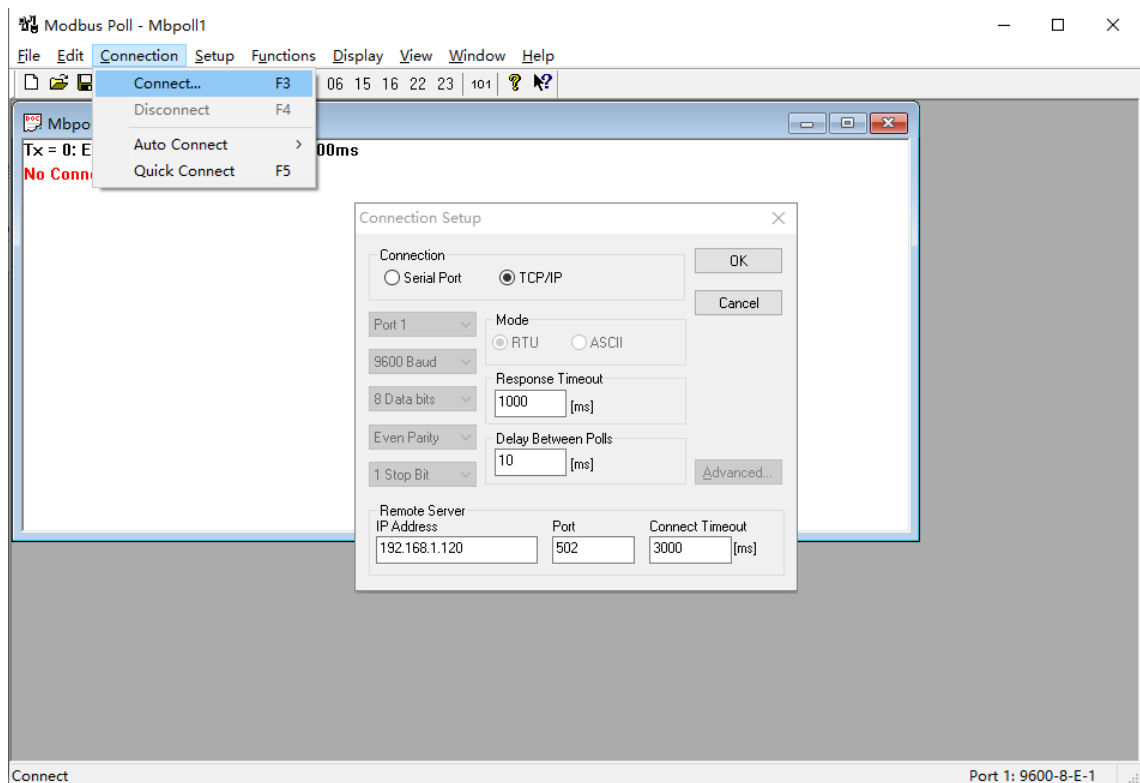 Modbus Poll - Mbpoll1
File Edit Connection Setup Functions Display View Window Help
Connect... F3
06 15 16 22 23 101
Disconnect F4
Auto Connect
Quick Connect F5
Tx = 0: E
00ms
Connection Setup
Connection
Serial Port TCP/IP
OK
Cancel
Port 1
Mode
RTU ASCII
9600 Baud
Response Timeout
8 Data bits
1000 [ms]
Even Parity
Delay Between Polls
10 [ms]
1 Stop Bit
Advanced...
Remote Server
IP Address Port Connect Timeout
192.168.1.120 502 3000 [ms]
Connect Port 1: 9600-8-E-1